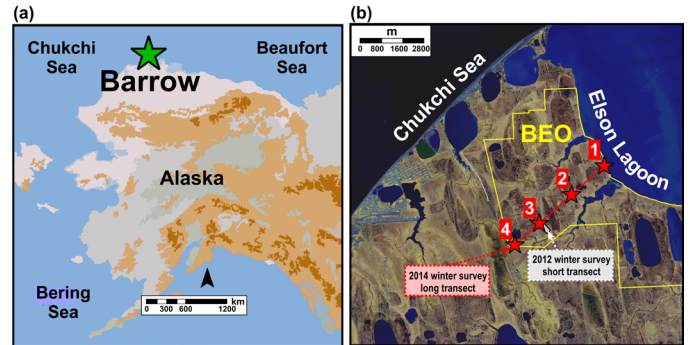 (a)
Chukchi
Sea
Beaufort
Sea
Barrow
Alaska
Bering
Sea
km
0 300 600 1200
(b)
m
0 800 1600 2800
Chukchi Sea
BEO
Elson Lagoon
1
2
3
4
2014 winter survey
long transect
2012 winter survey
short transect